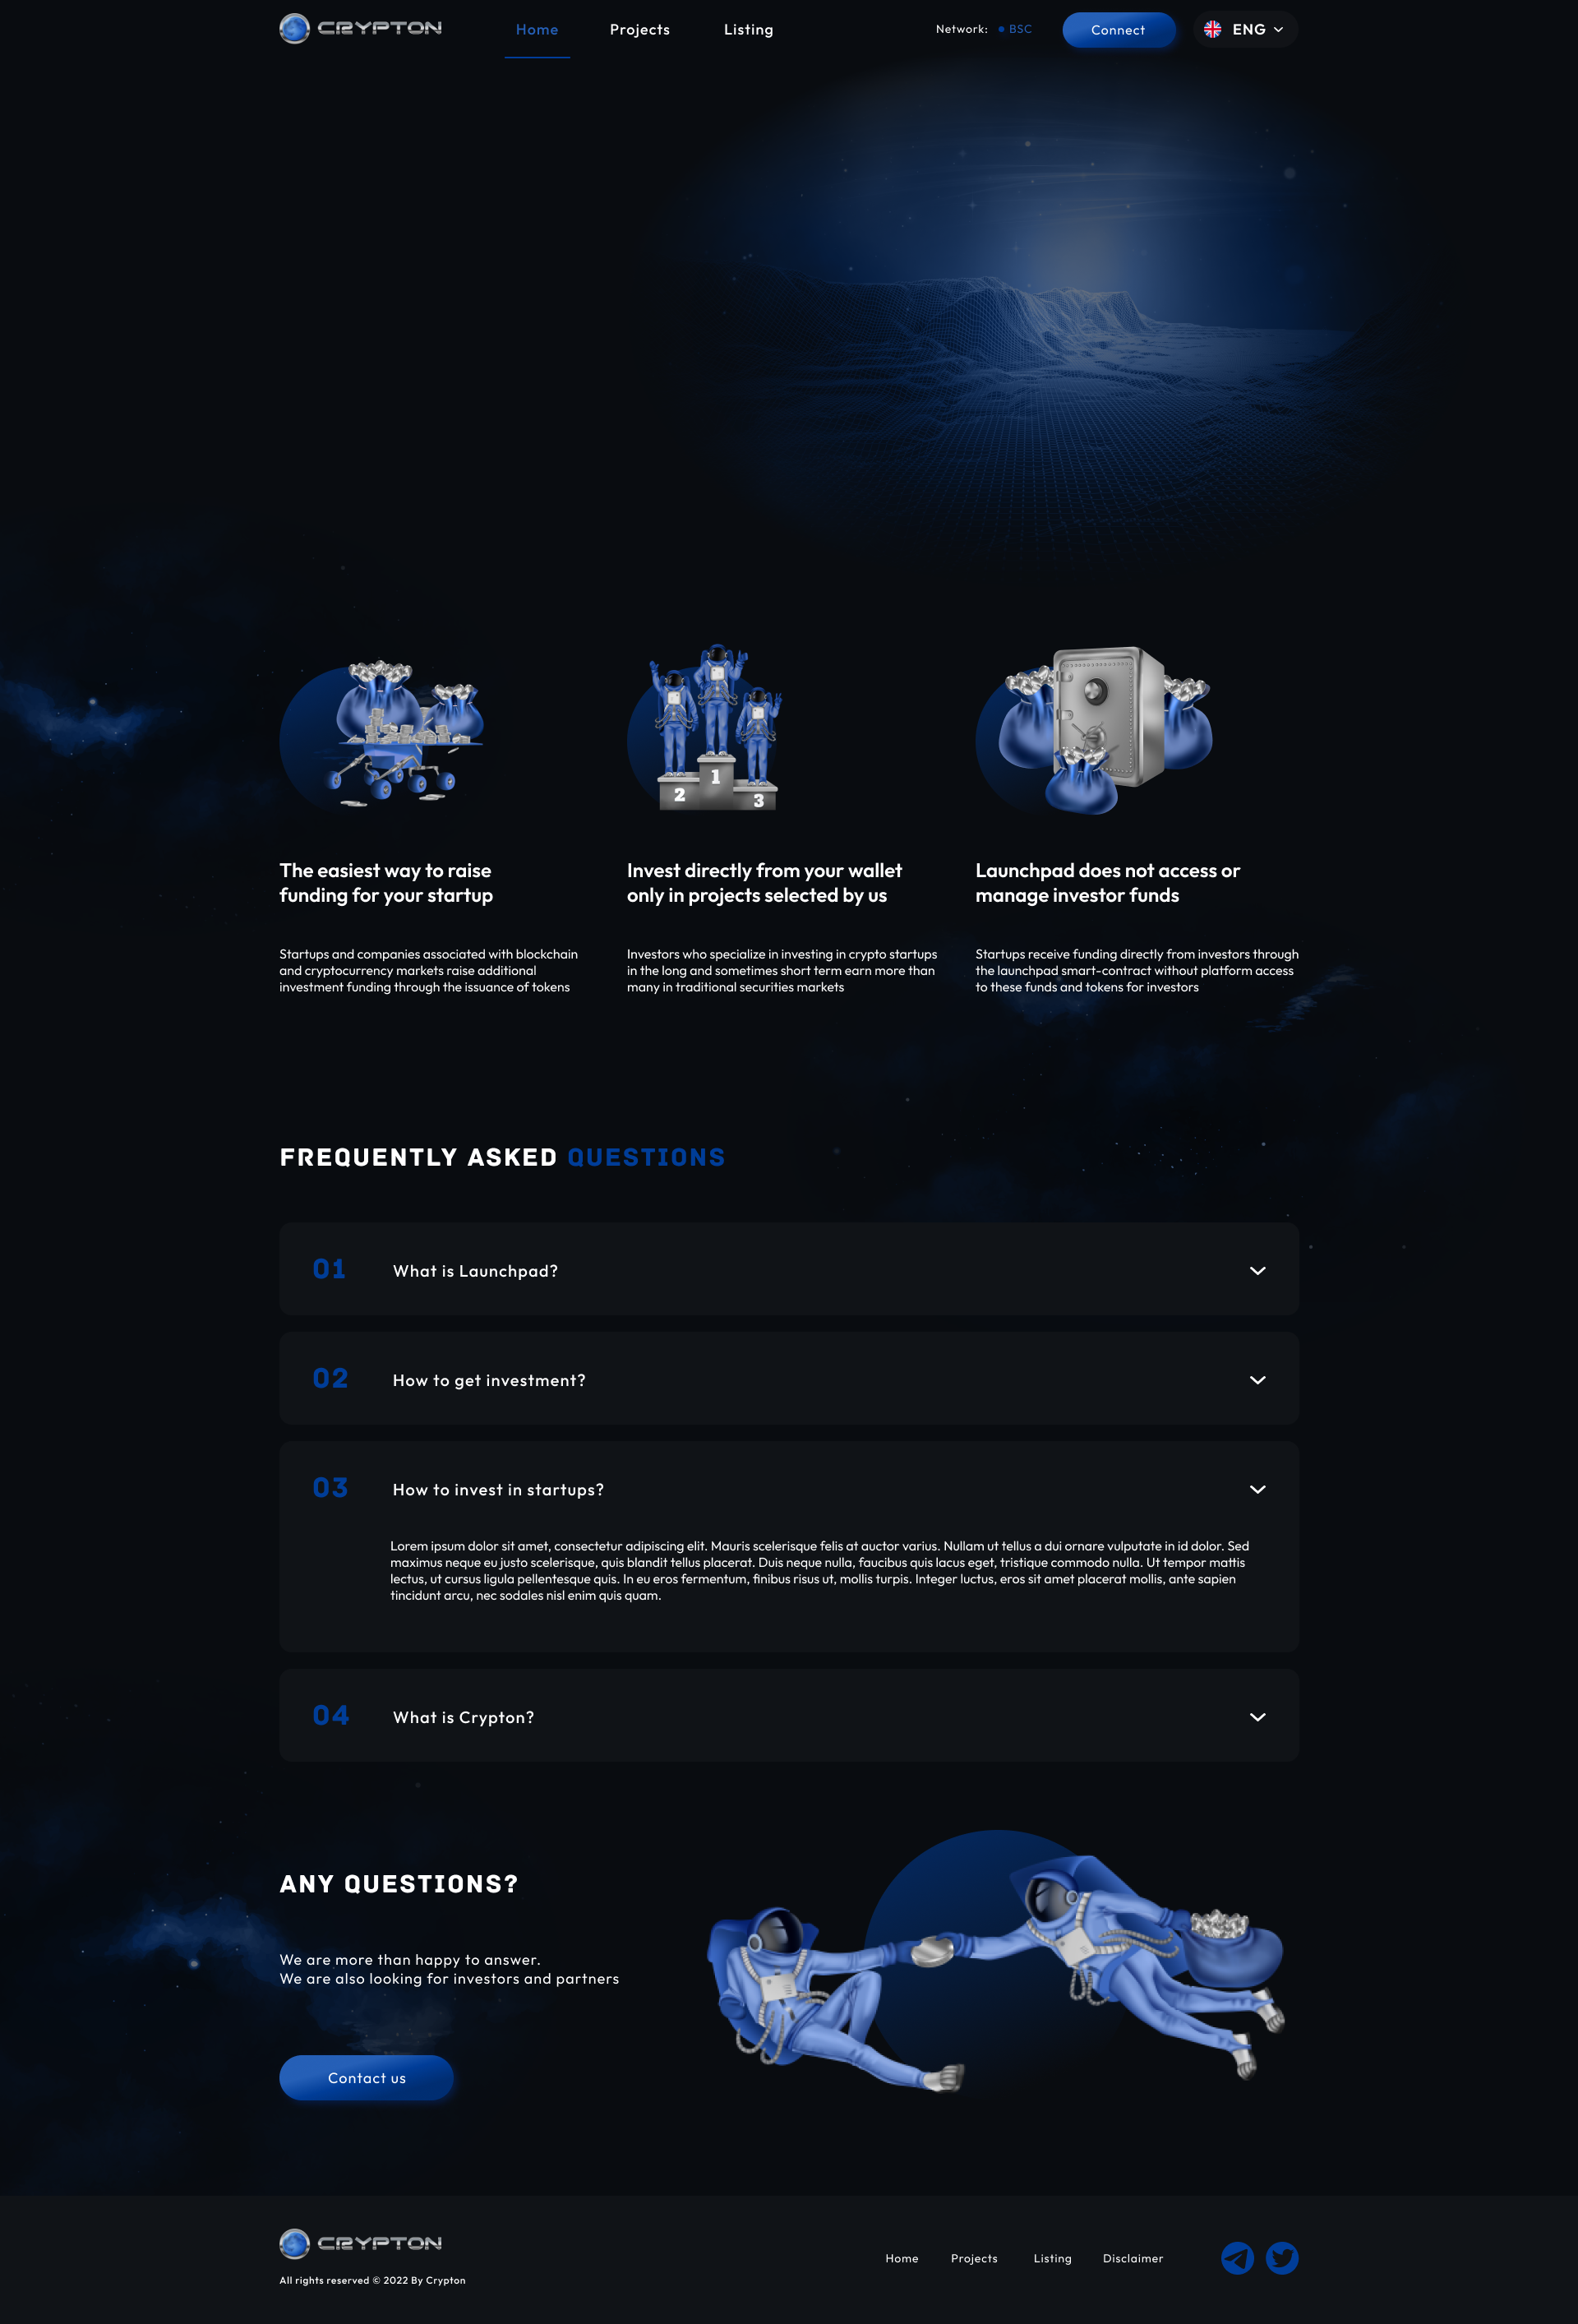 CRYPTON
Home Projects Listing
Network: BSC Connect ENG
1
2
3
The easiest way to raise
funding for your startup
Startups and companies associated with blockchain
and cryptocurrency markets raise additional
investment funding through the issuance of tokens
Invest directly from your wallet
only in projects selected by us
Investors who specialize in investing in crypto startups
in the long and sometimes short term earn more than
many in traditional securities markets
Launchpad does not access or
manage investor funds
Startups receive funding directly from investors through
the launchpad smart-contract without platform access
to these funds and tokens for investors
FREQUENTLY ASKED QUESTIONS
01 What is Launchpad?
02 How to get investment?
03 How to invest in startups?
Lorem ipsum dolor sit amet, consectetur adipiscing elit. Mauris scelerisque felis at auctor varius. Nullam ut tellus a dui ornare vulputate in id dolor. Sed
maximus neque eu justo scelerisque, quis blandit tellus placerat. Duis neque nulla, faucibus quis lacus eget, tristique commodo nulla. Ut tempor mattis
lectus, ut cursus ligula pellentesque quis. In eu eros fermentum, finibus risus ut, mollis turpis. Integer luctus, eros sit amet placerat mollis, ante sapien
tincidunt arcu, nec sodales nisl enim quis quam.
04 What is Crypton?
ANY QUESTIONS?
We are more than happy to answer.
We are also looking for investors and partners
Contact us
CRYPTON
All rights reserved © 2022 By Crypton
Home Projects Listing Disclaimer